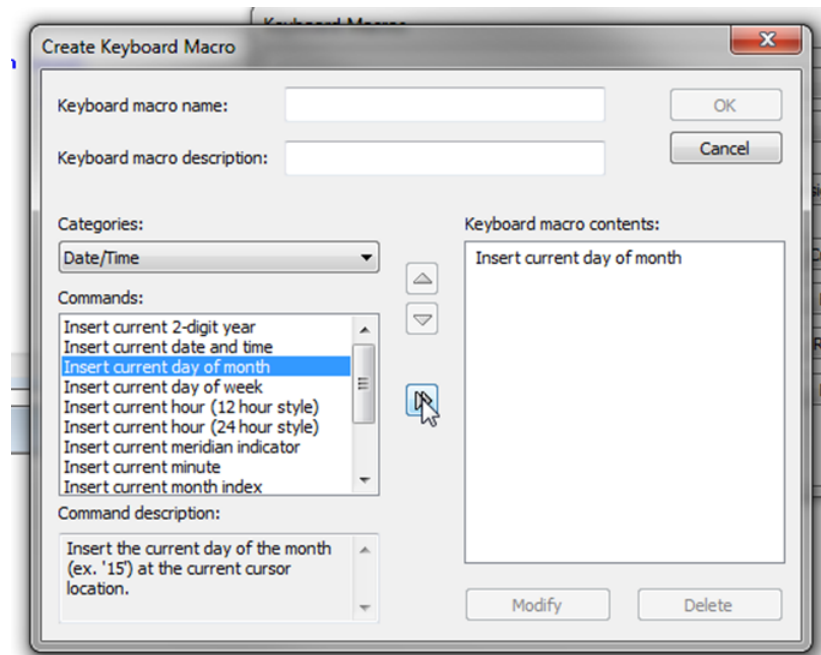 Keyboard Macros
Create Keyboard Macro
Keyboard macro name:
OK
Keyboard macro description:
Cancel
Categories:
Date/Time
Commands:
Insert current 2-digit year
Insert current date and time
Insert current day of month
Insert current day of week
Insert current hour (12 hour style)
Insert current hour (24 hour style)
Insert current meridian indicator
Insert current minute
Insert current month index
Command description:
Insert the current day of the month
(ex. '15') at the current cursor
location.
Keyboard macro contents:
Insert current day of month
Modify
Delete